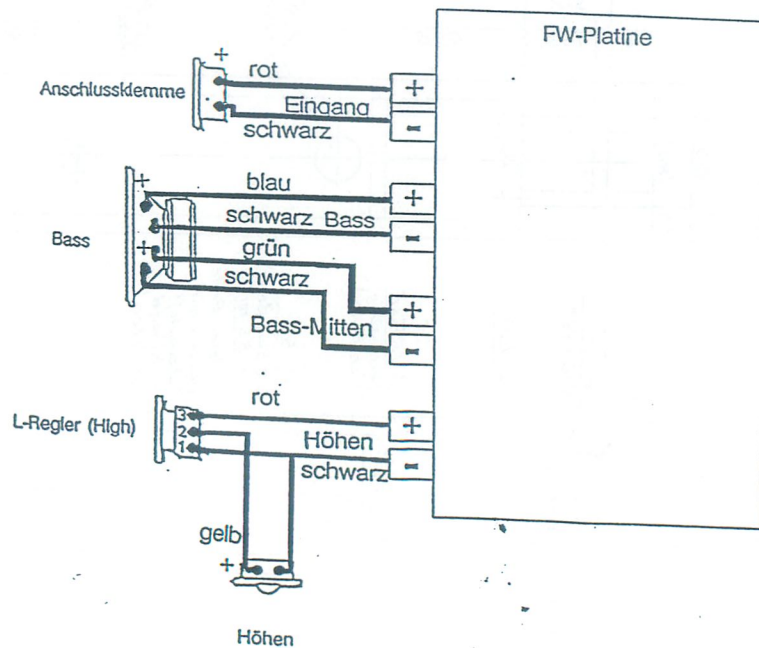 FW-Platine
+
rot
+
Anschlussklemme
Eingang
-
schwarz
+
blau
+
schwarz Bass
-
Bass
+
grün
schwarz
+
Bass-Mitten
-
rot
+
L-Regler (High)
3
2
1
Höhen
-
schwarz
gelb
+
Höhen